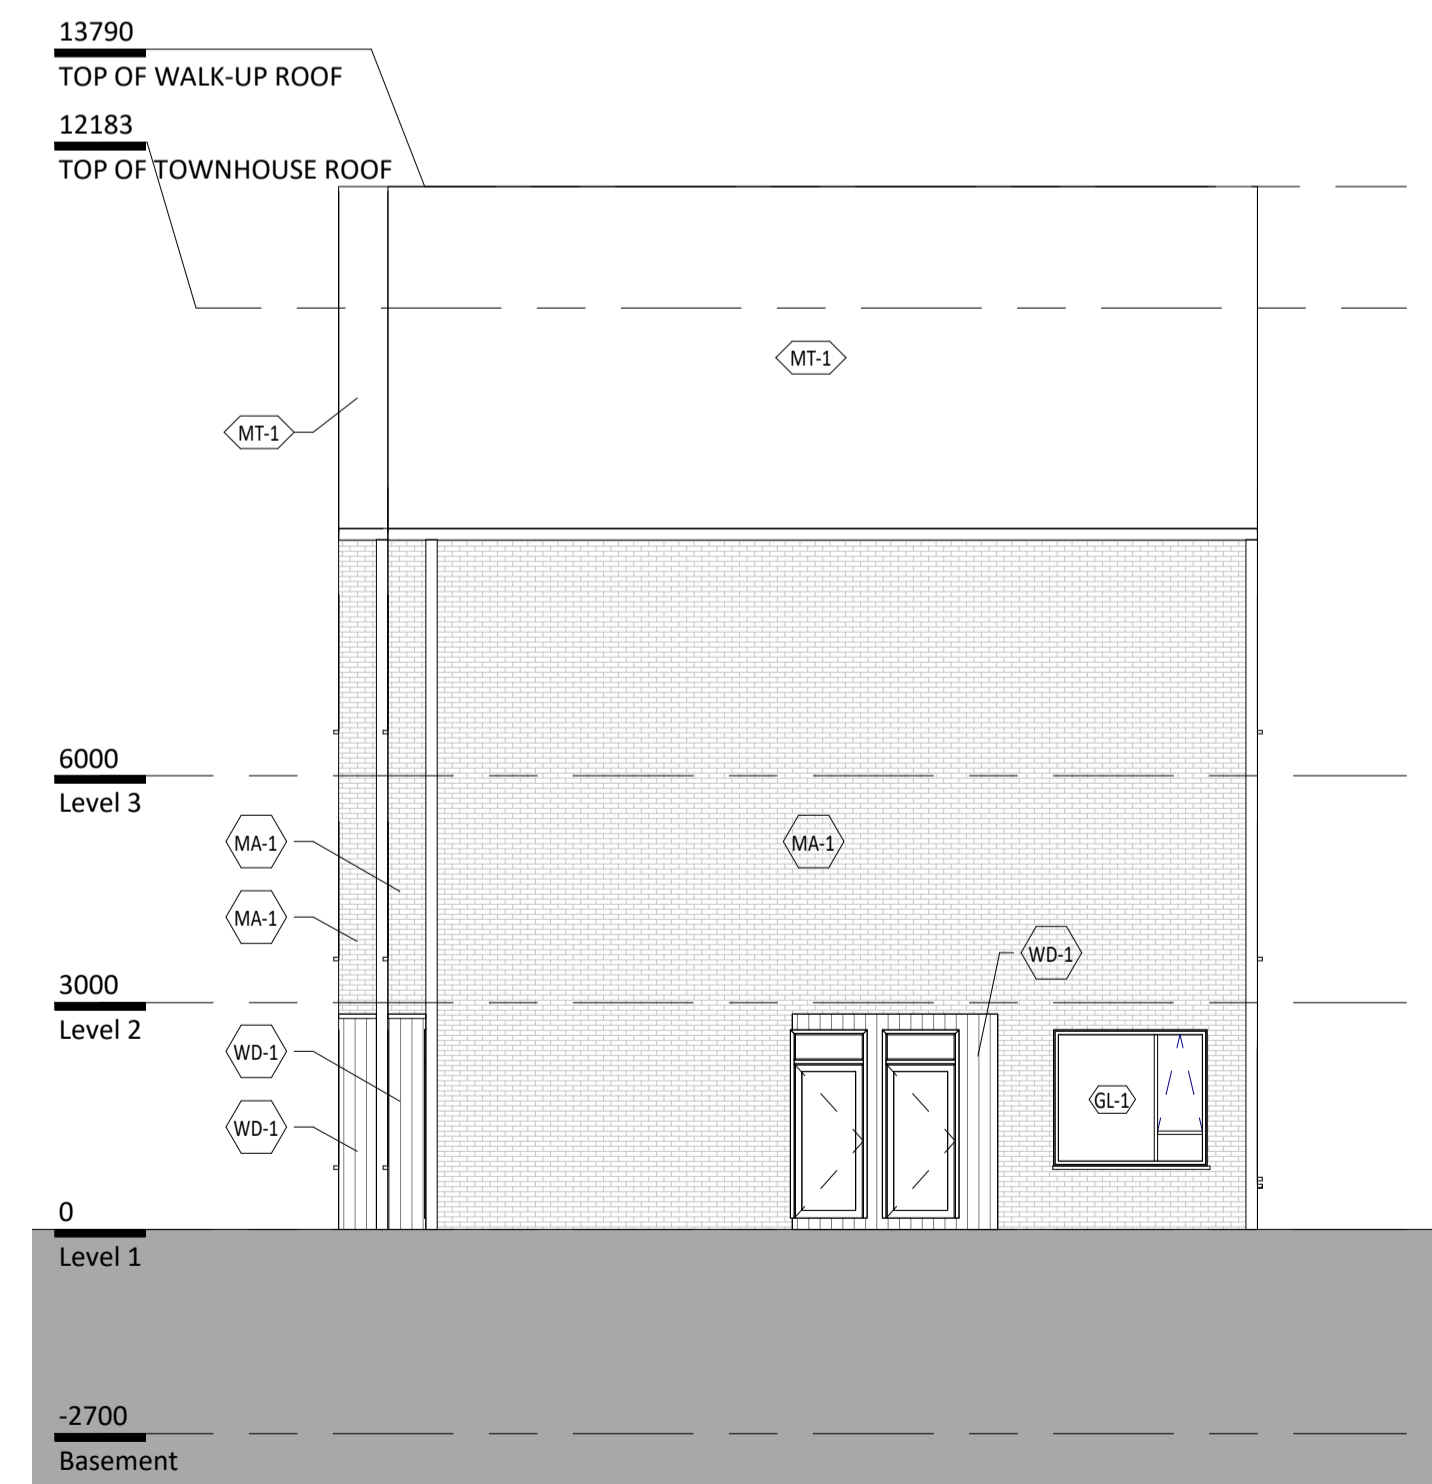 13790
TOP OF WALK-UP ROOF
12183
TOP OF TOWNHOUSE ROOF
MT-1
MT-1
6000
Level 3
MA-1
MA-1
MA-1
WD-1
3000
Level 2
WD-1
GL-1
WD-1
0
Level 1
-2700
Basement